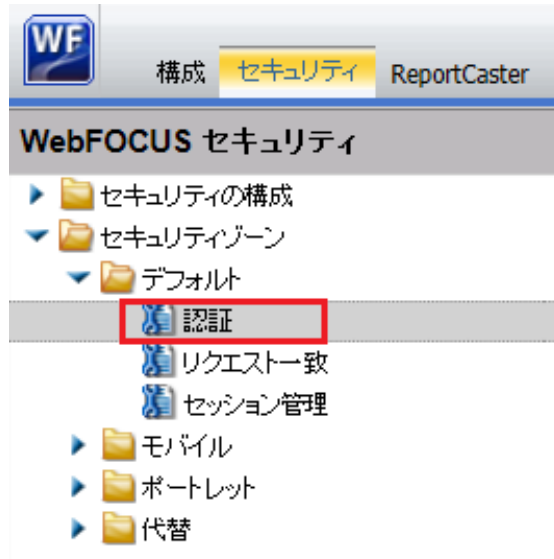 WF
構成 セキュリティ ReportCaster
WebFOCUS セキュリティ
セキュリティの構成
セキュリティゾーン
デフォルト
認証
リクエスト一致
セッション管理
モバイル
ポートレット
代替